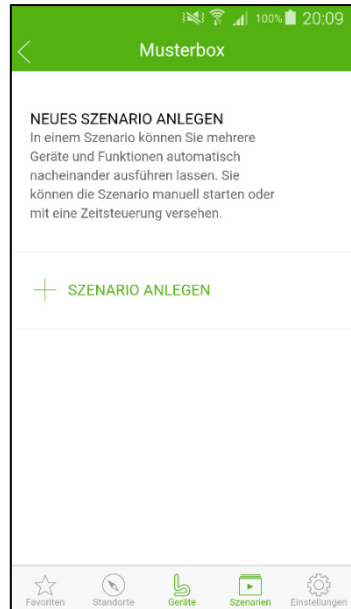 100% 20:09
Musterbox
NEUES SZENARIO ANLEGEN
In einem Szenario können Sie mehrere
Geräte und Funktionen automatisch
nacheinander ausführen lassen. Sie
können die Szenario manuell starten oder
mit eine Zeitsteuerung versehen.
SZENARIO ANLEGEN
Favoriten Standorte Geräte Szenarien Einstellungen